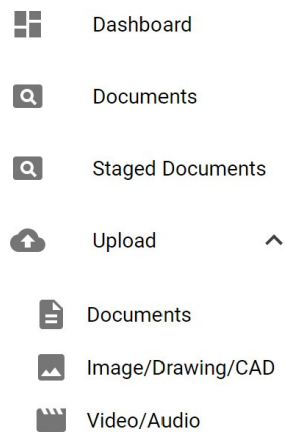 Dashboard
Documents
Staged Documents
Upload
Documents
Image/Drawing/CAD
Video/Audio